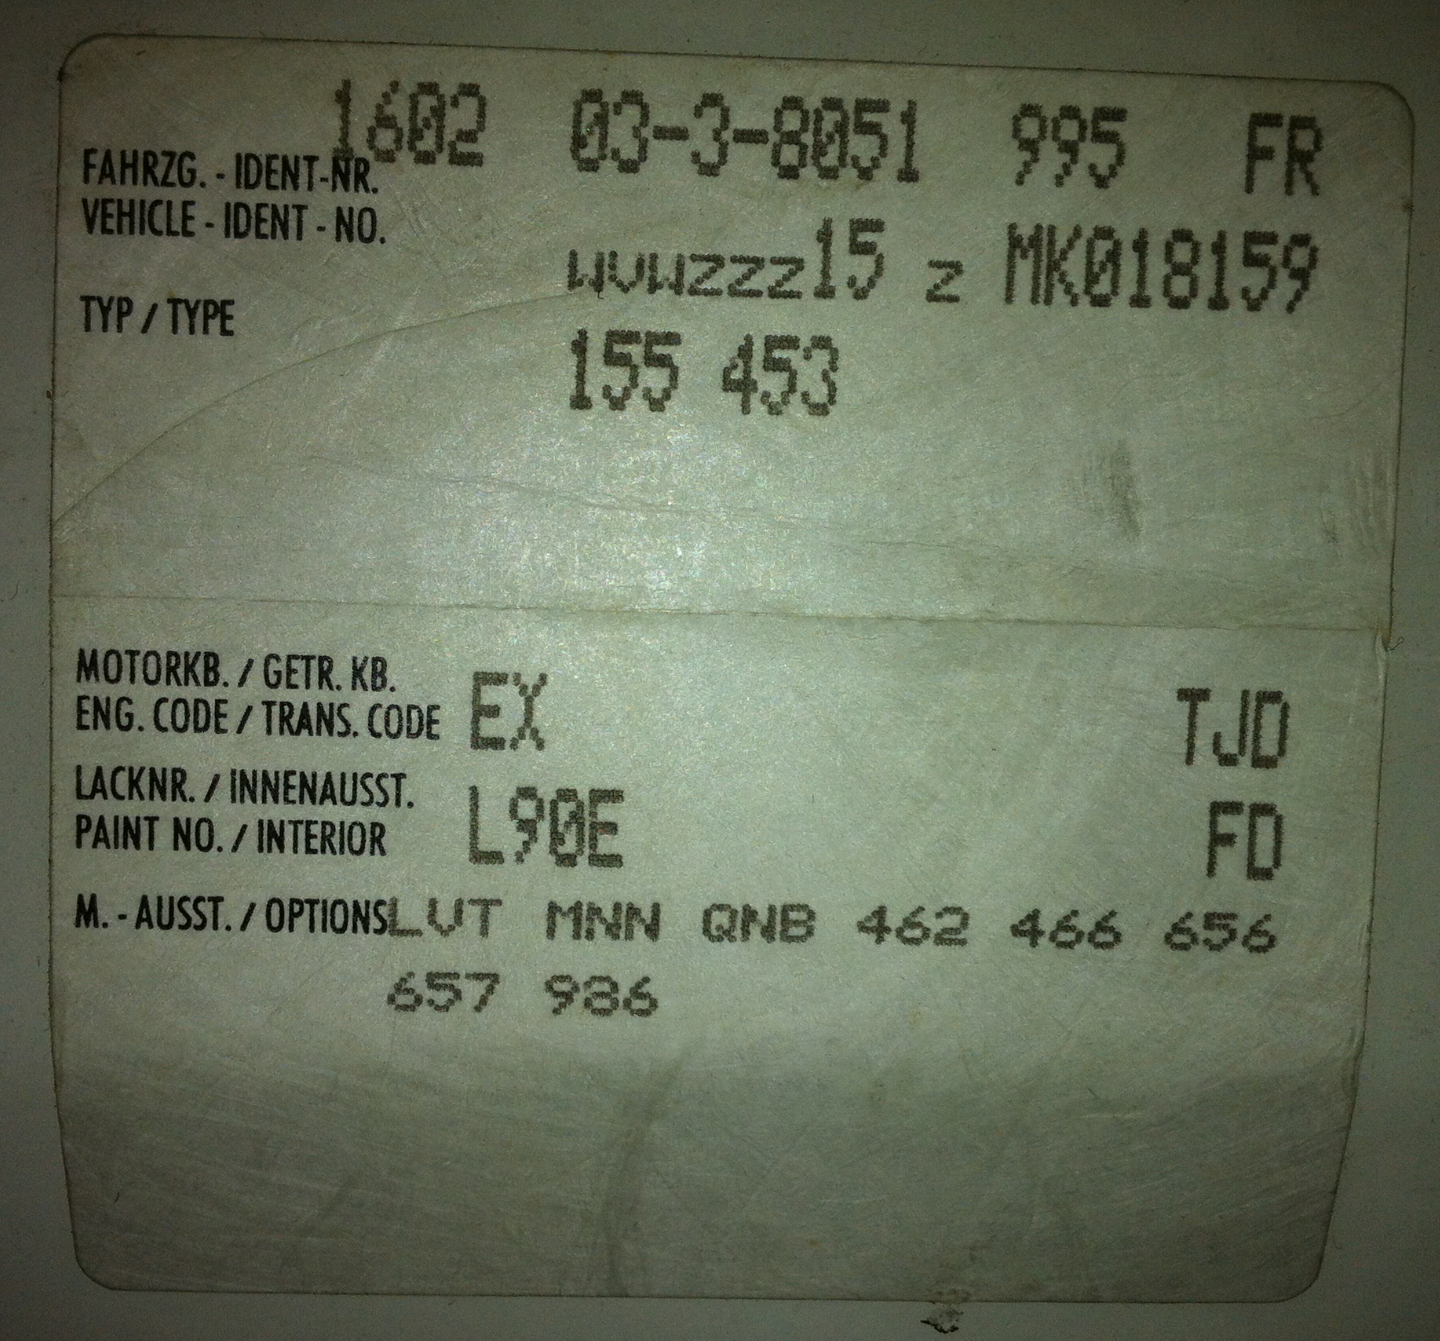 1602 03-3-8051 995 FR
FAHRZG. - IDENT-NR.
VEHICLE - IDENT - NO.
WVWZZZ15 Z MK018159
TYP / TYPE
155 453
MOTORKB. / GETR. KB.
ENG. CODE / TRANS. CODE EX TJD
LACKNR. / INNENAUSST.
PAINT NO. / INTERIOR L90E FD
M. - AUSST. / OPTIONS LVT MNN QNB 462 466 656
657 986